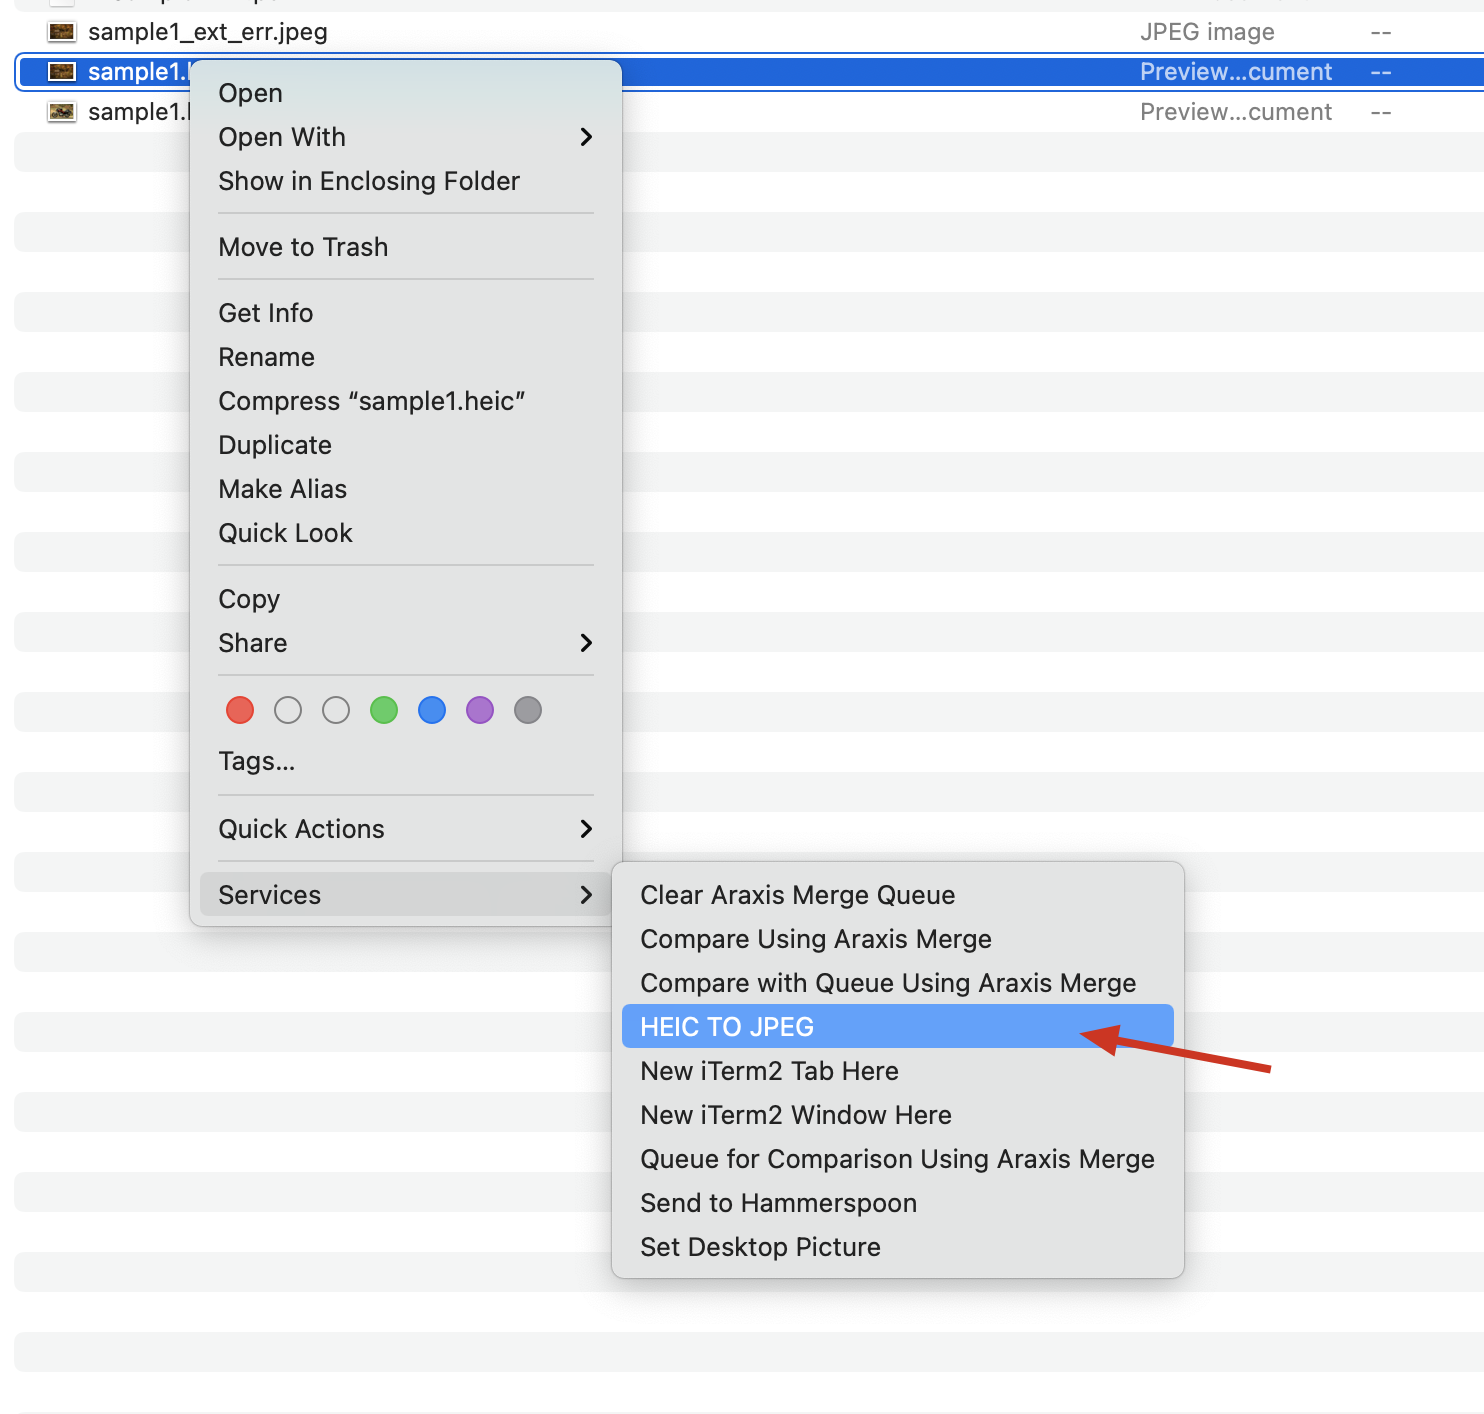 sample1_ext_err.jpeg JPEG image --
sample1. Preview...cument --
sample1. Preview...cument --
Open
Open With
Show in Enclosing Folder
Move to Trash
Get Info
Rename
Compress “sample1.heic”
Duplicate
Make Alias
Quick Look
Copy
Share
Tags...
Quick Actions
Services
Clear Araxis Merge Queue
Compare Using Araxis Merge
Compare with Queue Using Araxis Merge
HEIC TO JPEG
New iTerm2 Tab Here
New iTerm2 Window Here
Queue for Comparison Using Araxis Merge
Send to Hammerspoon
Set Desktop Picture